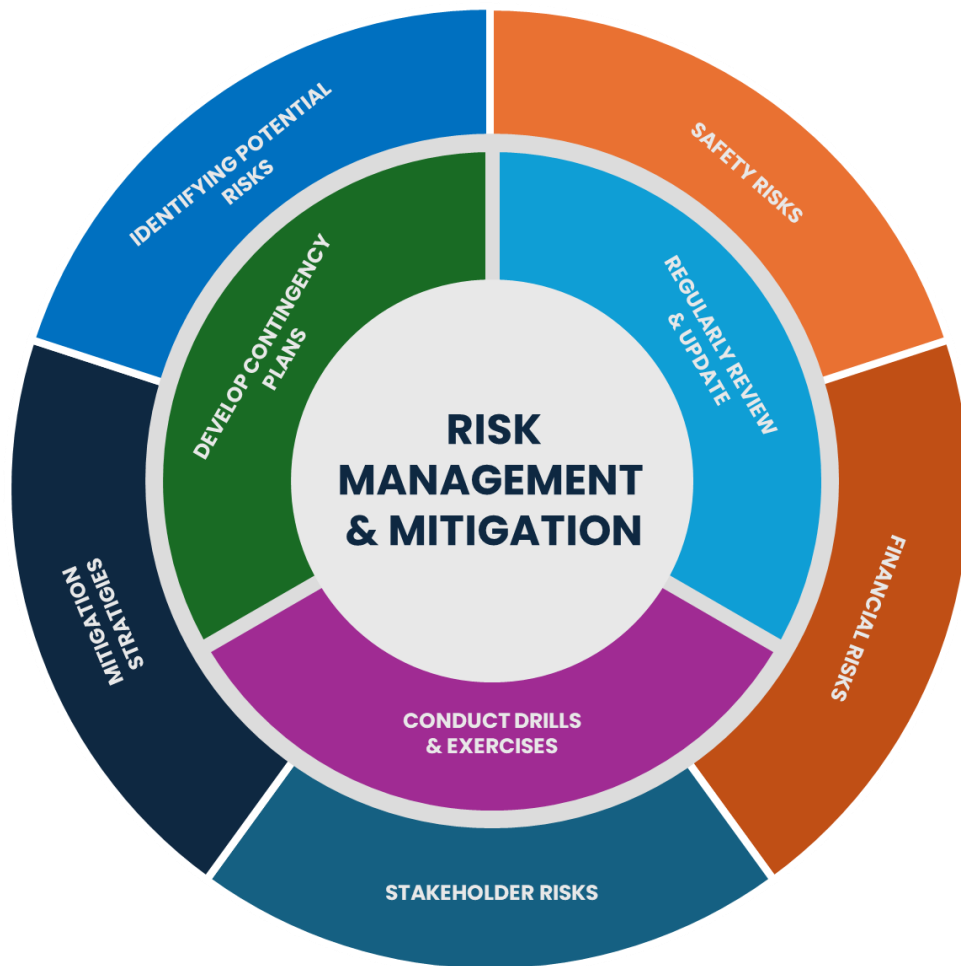 IDENTIFYING POTENTIAL
RISKS
SAFETY RISKS
DEVELOP CONTINGENCY
PLANS
REGULARLY REVIEW
& UPDATE
RISK
MANAGEMENT
& MITIGATION
MITIGATION
STRATIGIES
FINANCIAL RISKS
CONDUCT DRILLS
& EXERCISES
STAKEHOLDER RISKS